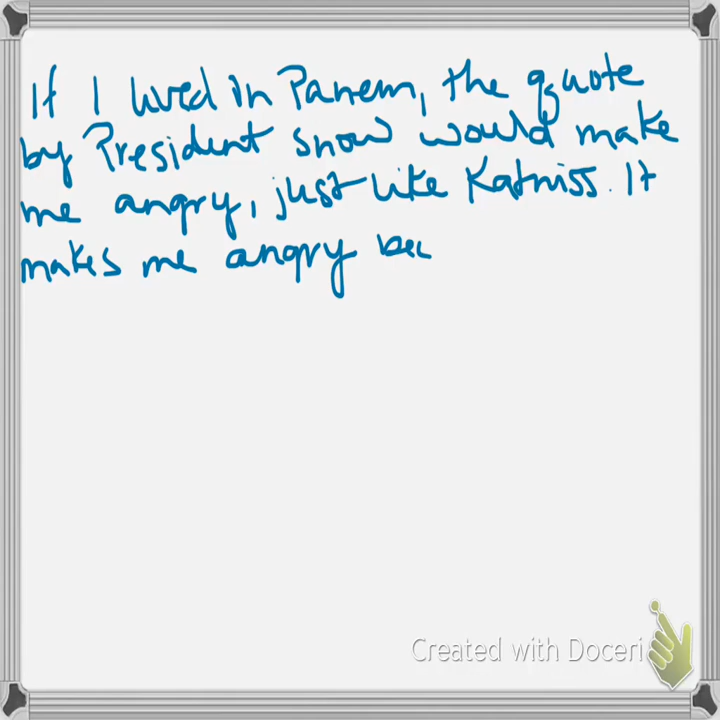 If I lived in Panem, the quote
by President Snow would make
me angry, just like Katniss. It
makes me angry bec
Created with Doceri